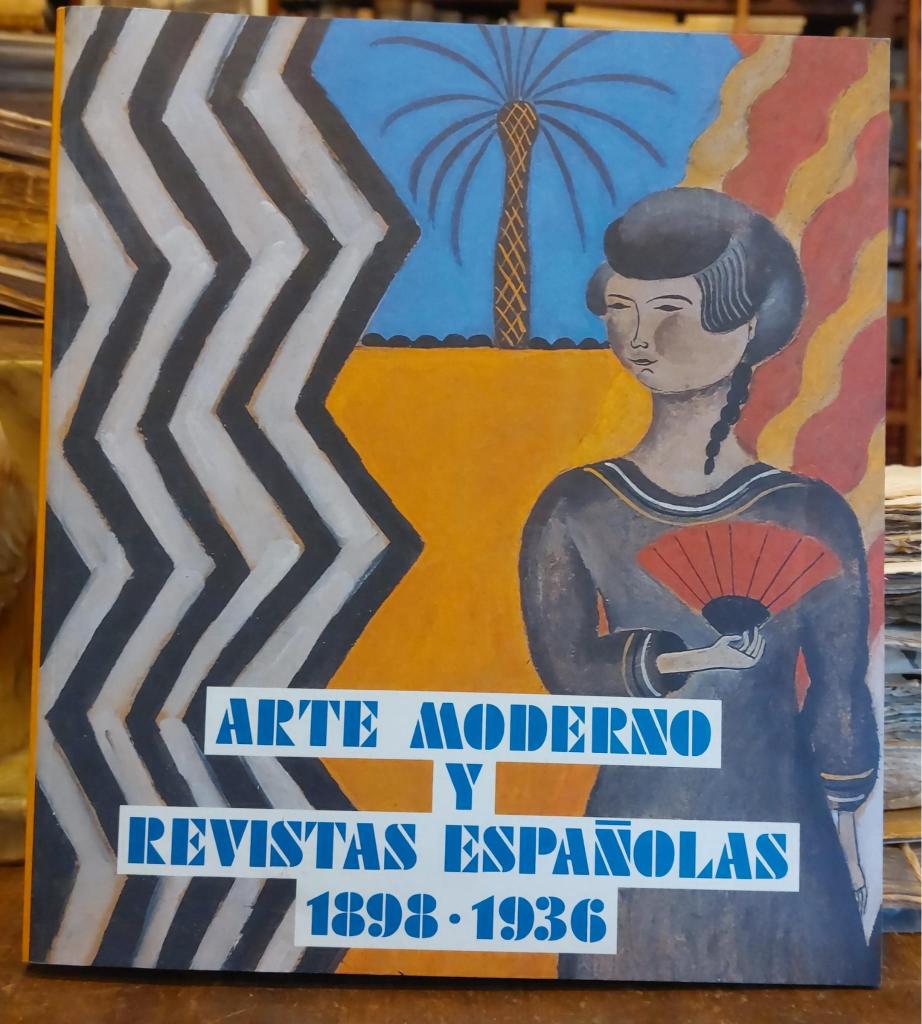 ARTE MODERNO
Y
REVISTAS ESPAÑOLAS
1898·1936